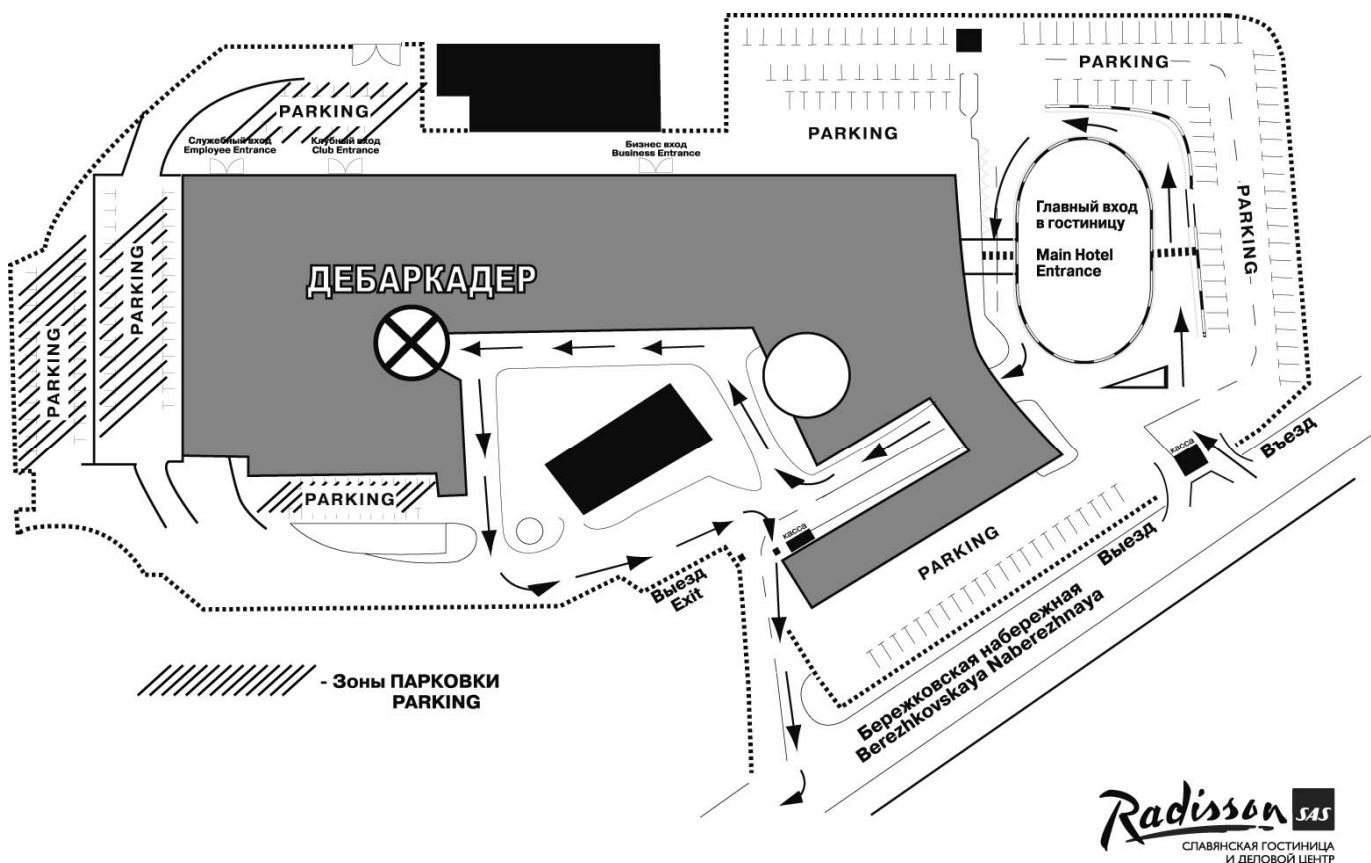 PARKING
PARKING
PARKING
Служебный вход
Employee Entrance
Клубный вход
Club Entrance
Бизнес вход
Business Entrance
PARKING
Главный вход
в гостиницу
Main Hotel
Entrance
PARKING
PARKING
ДЕБАРКАДЕР
PARKING
касса
Въезд
PARKING
касса
Выезд
Exit
PARKING
Выезд
Бережковская набережная
Berezhkovskaya Naberezhnaya
- Зоны ПАРКОВКИ
PARKING
Radisson SAS
СЛАВЯНСКАЯ ГОСТИНИЦА
И ДЕЛОВОЙ ЦЕНТР